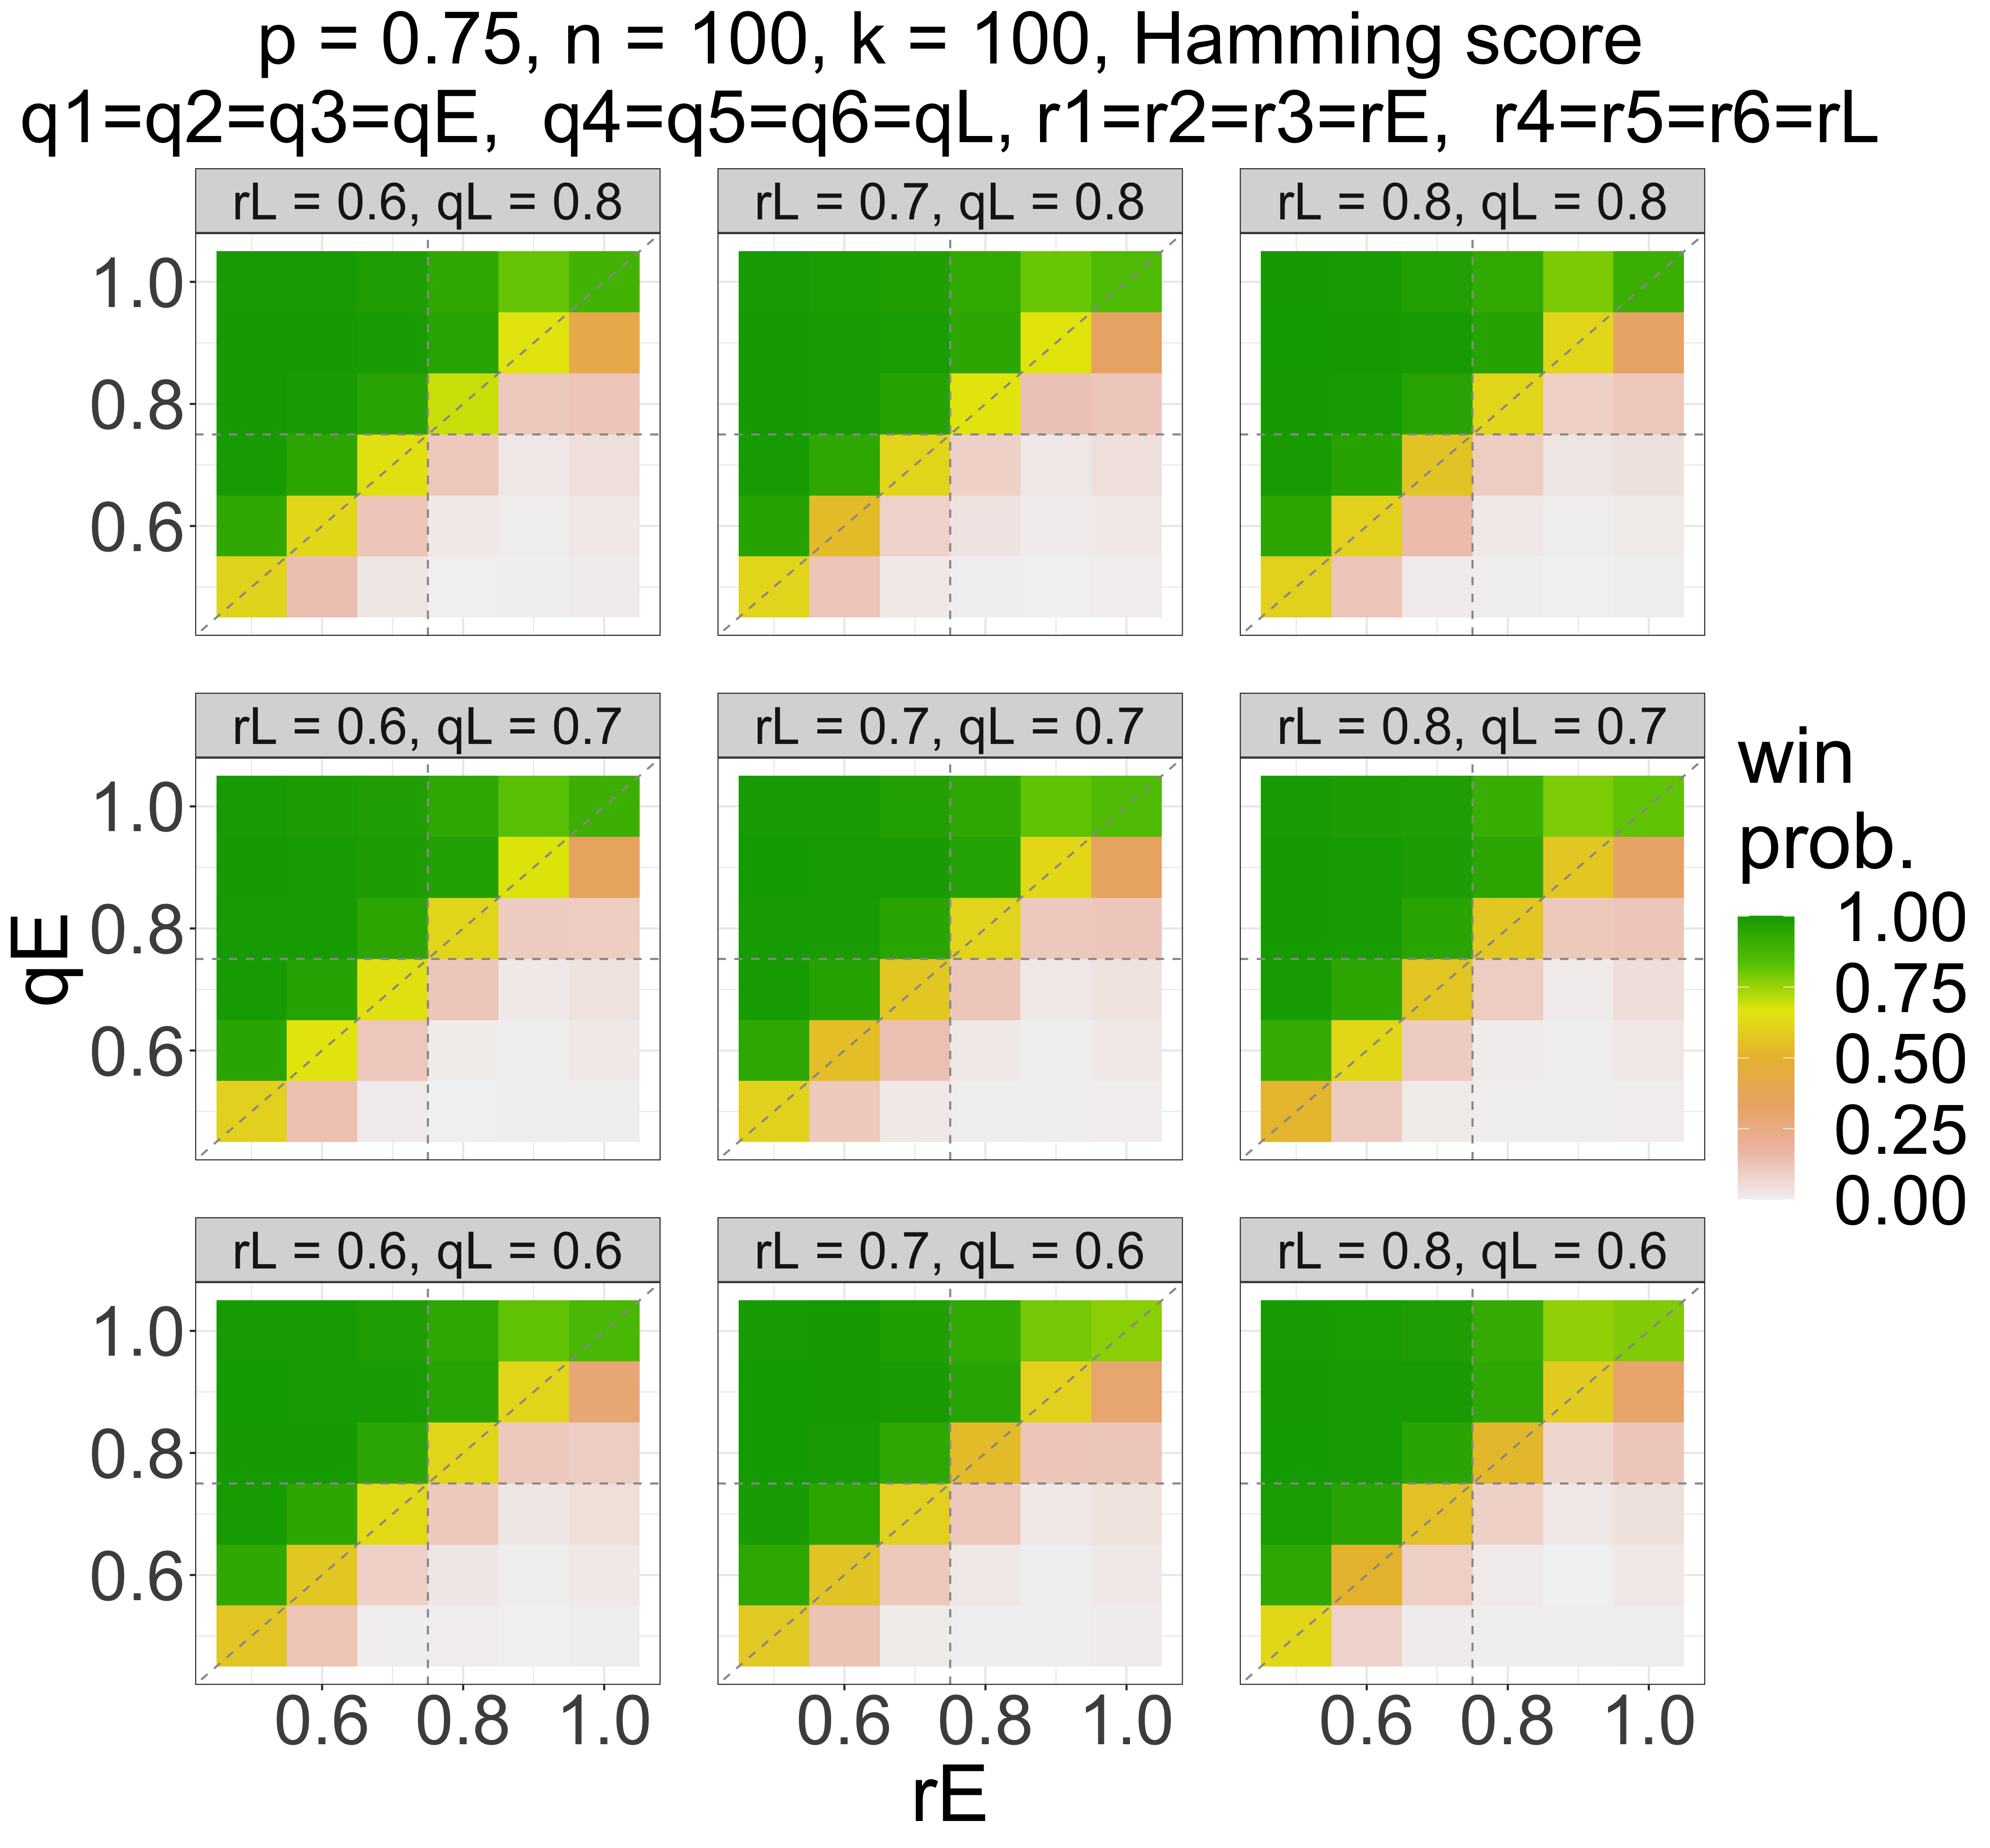 p = 0.75, n = 100, k = 100, Hamming score
q1=q2=q3=qE,  q4=q5=q6=qL, r1=r2=r3=rE,  r4=r5=r6=rL
rL = 0.6, qL = 0.8
rL = 0.7, qL = 0.8
rL = 0.8, qL = 0.8
1.0
0.8
0.6
rL = 0.6, qL = 0.7
rL = 0.7, qL = 0.7
rL = 0.8, qL = 0.7
1.0
0.8
0.6
qE
rL = 0.6, qL = 0.6
rL = 0.7, qL = 0.6
rL = 0.8, qL = 0.6
1.0
0.8
0.6
0.6 0.8 1.0
0.6 0.8 1.0
0.6 0.8 1.0
rE
win
prob.
1.00
0.75
0.50
0.25
0.00